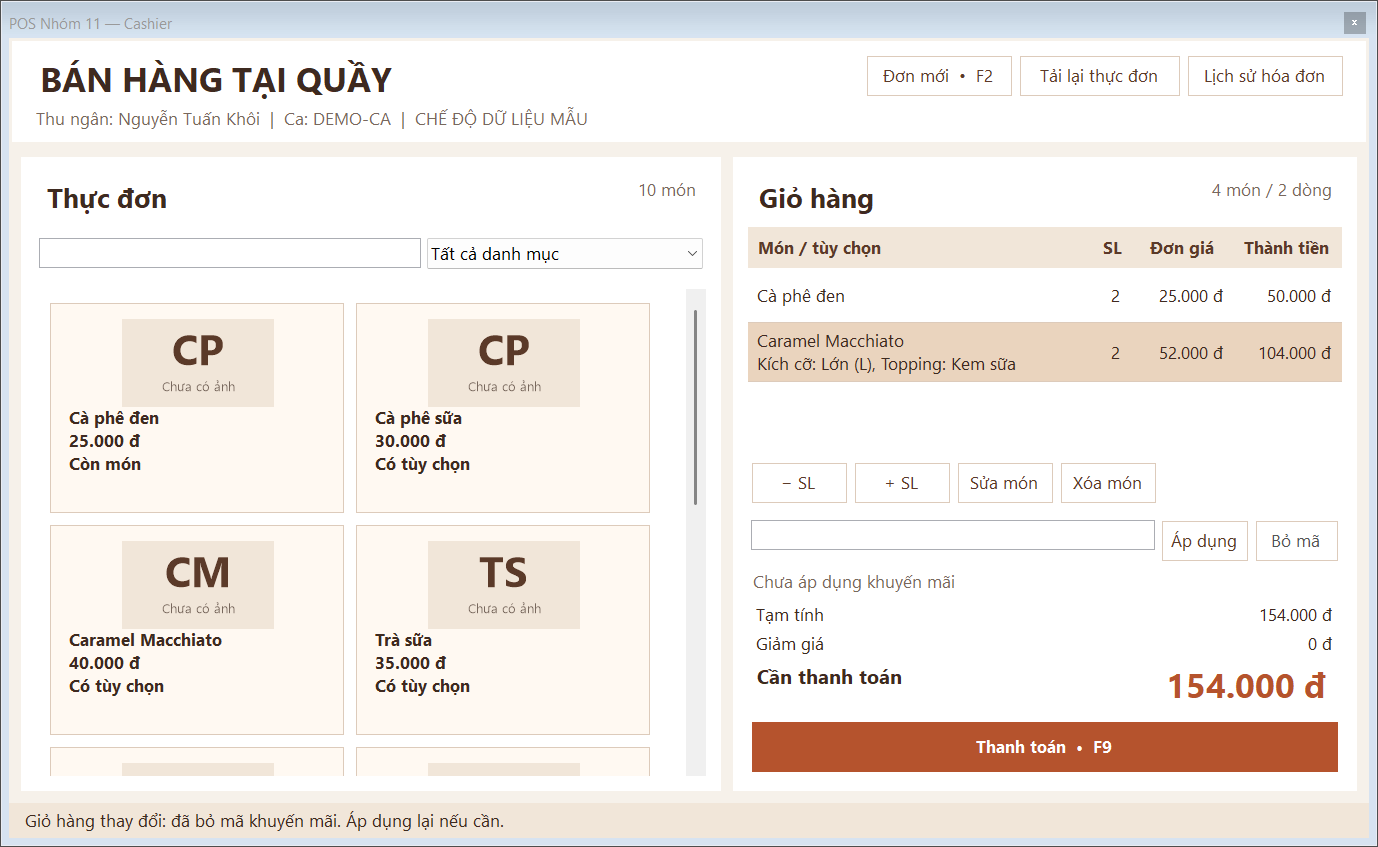 POS Nhóm 11 — Cashier
x
BÁN HÀNG TẠI QUẦY
Đơn mới • F2
Tải lại thực đơn
Lịch sử hóa đơn
Thu ngân: Nguyễn Tuấn Khôi | Ca: DEMO-CA | CHẾ ĐỘ DỮ LIỆU MẪU
Thực đơn
10 món
Tất cả danh mục
CP
Chưa có ảnh
Cà phê đen
25.000 đ
Còn món
CP
Chưa có ảnh
Cà phê sữa
30.000 đ
Có tùy chọn
CM
Chưa có ảnh
Caramel Macchiato
40.000 đ
Có tùy chọn
TS
Chưa có ảnh
Trà sữa
35.000 đ
Có tùy chọn
Giỏ hàng
4 món / 2 dòng
Món / tùy chọn SL Đơn giá Thành tiền
Cà phê đen 2 25.000 đ 50.000 đ
Caramel Macchiato
Kích cỡ: Lớn (L), Topping: Kem sữa 2 52.000 đ 104.000 đ
− SL
+ SL
Sửa món
Xóa món
Áp dụng
Bỏ mã
Chưa áp dụng khuyến mãi
Tạm tính 154.000 đ
Giảm giá 0 đ
Cần thanh toán 154.000 đ
Thanh toán • F9
Giỏ hàng thay đổi: đã bỏ mã khuyến mãi. Áp dụng lại nếu cần.